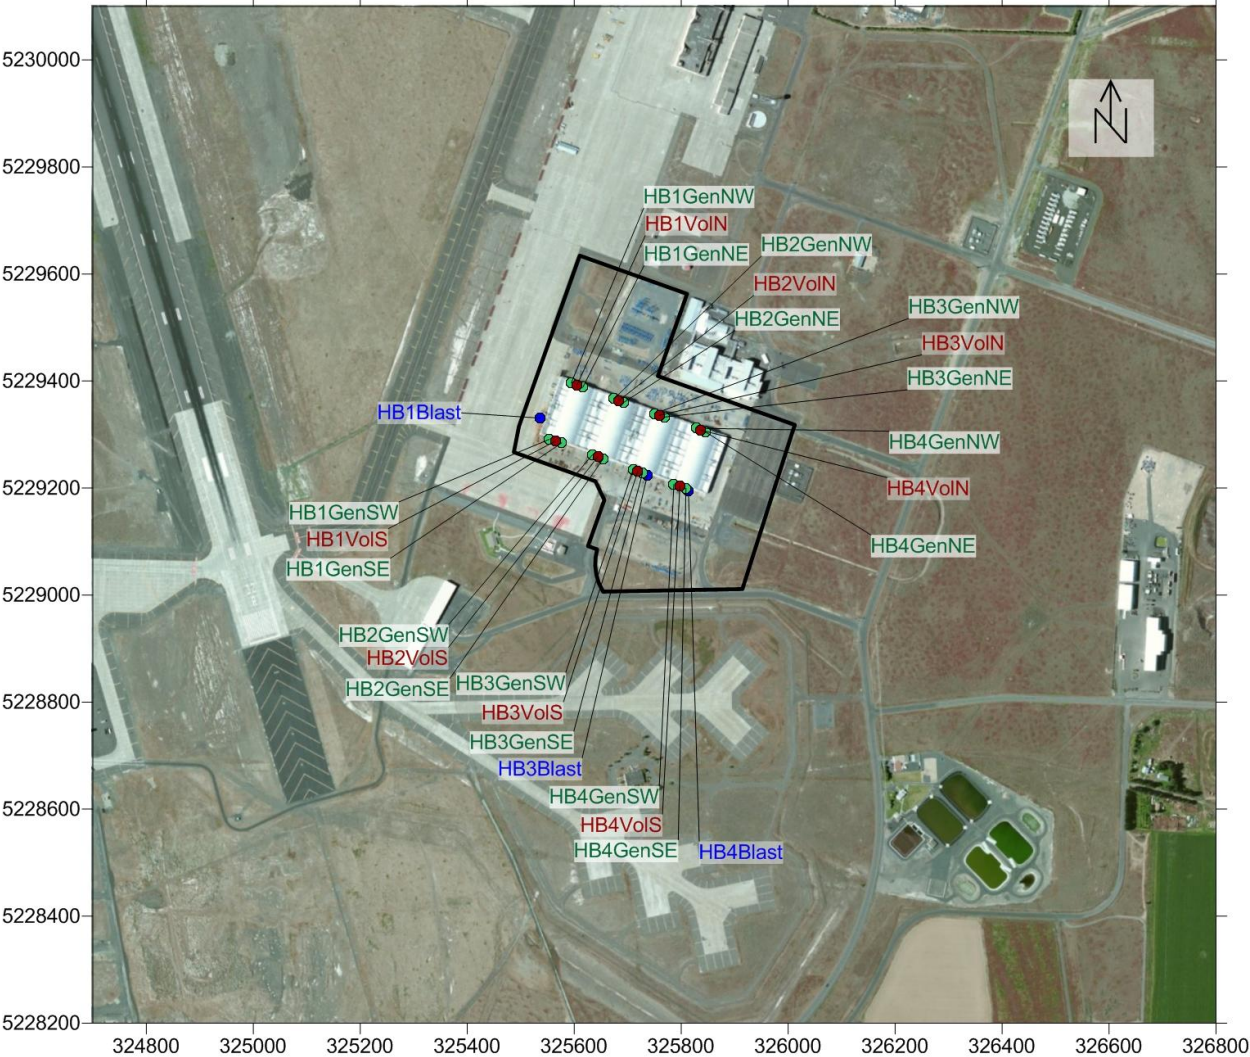 5230000
N
5229800
HB1GenNW
HB1VolN
HB1GenNE
HB2GenNW
5229600
HB2VolN
HB3GenNW
HB2GenNE
HB3VolN
HB3GenNE
5229400
HB1Blast
HB4GenNW
HB4VolN
5229200
HB1GenSW
HB1VolS
HB4GenNE
HB1GenSE
5229000
HB2GenSW
HB2VolS
HB3GenSW
HB2GenSE
5228800
HB3VolS
HB3GenSE
HB3Blast
HB4GenSW
5228600
HB4VolS
HB4GenSE
HB4Blast
5228400
5228200
324800 325000 325200 325400 325600 325800 326000 326200 326400 326600 326800